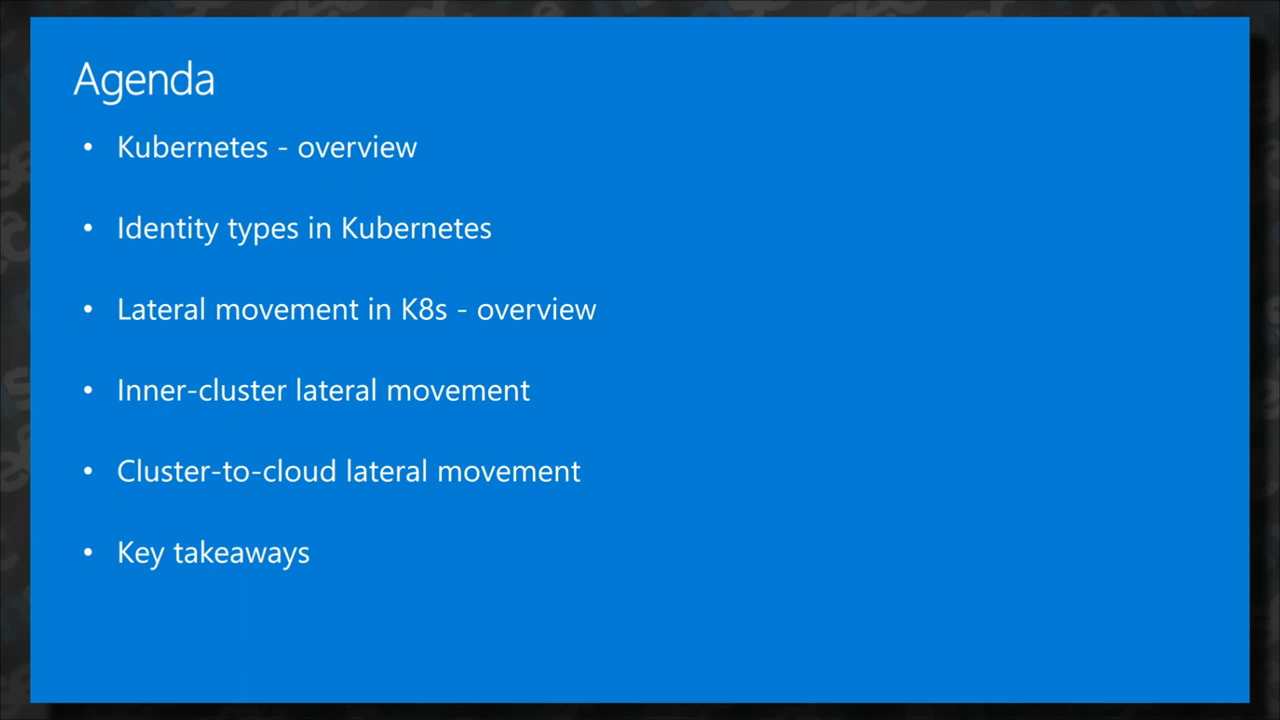 Agenda
• Kubernetes - overview
• Identity types in Kubernetes
• Lateral movement in K8s - overview
• Inner-cluster lateral movement
• Cluster-to-cloud lateral movement
• Key takeaways